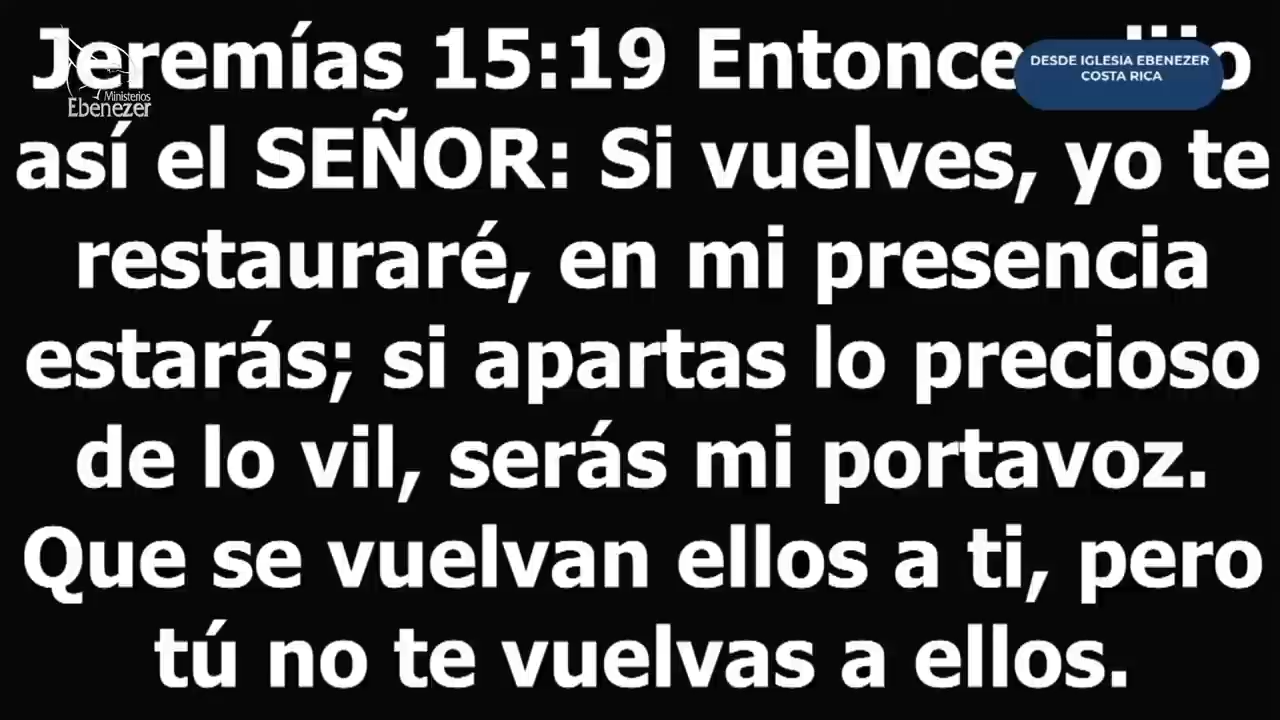 Jeremías 15:19 Entonces dijo
así el SEÑOR: Si vuelves, yo te
restauraré, en mi presencia
estarás; si apartas lo precioso
de lo vil, serás mi portavoz.
Que se vuelvan ellos a ti, pero
tú no te vuelvas a ellos.
Ministerios
Ebenezer
DESDE IGLESIA EBENEZER
COSTA RICA